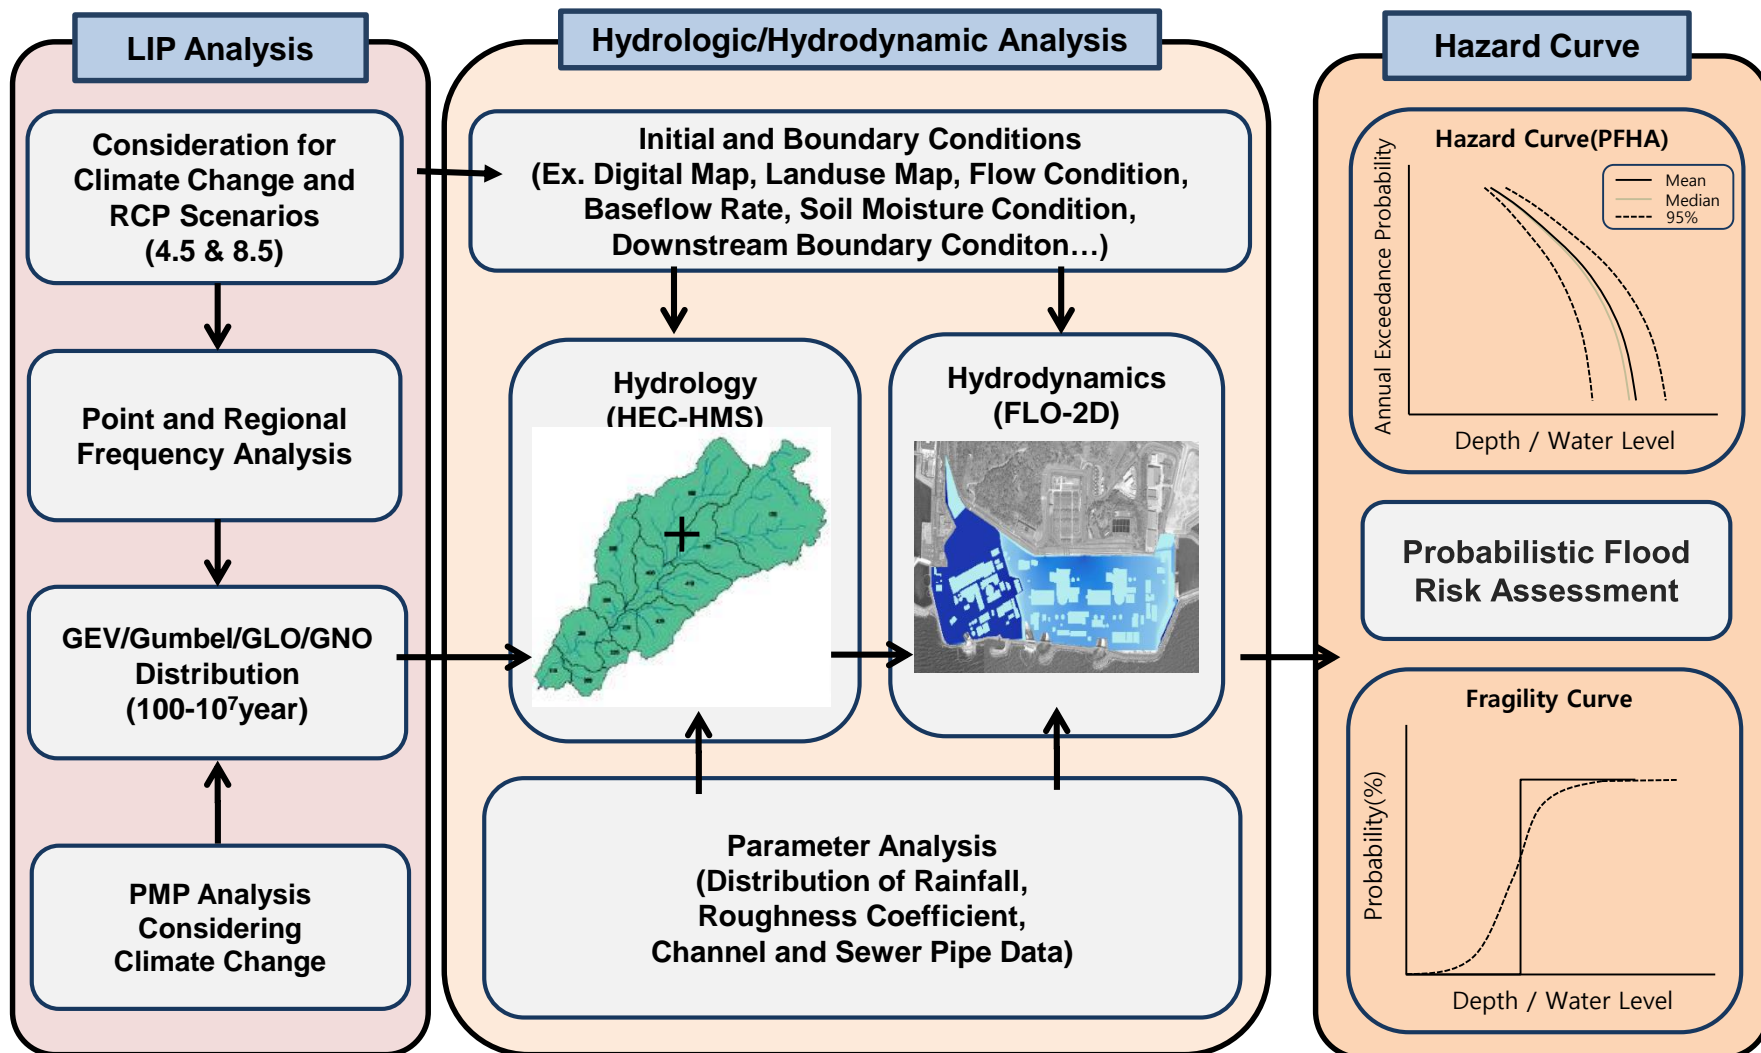 LIP Analysis
Consideration for
Climate Change and
RCP Scenarios
(4.5 & 8.5)
Point and Regional
Frequency Analysis
GEV/Gumbel/GLO/GNO
Distribution
(100-10⁷year)
PMP Analysis
Considering
Climate Change
Hydrologic/Hydrodynamic Analysis
Initial and Boundary Conditions
(Ex. Digital Map, Landuse Map, Flow Condition,
Baseflow Rate, Soil Moisture Condition,
Downstream Boundary Conditon…)
Hydrology
(HEC-HMS)
Hydrodynamics
(FLO-2D)
Parameter Analysis
(Distribution of Rainfall,
Roughness Coefficient,
Channel and Sewer Pipe Data)
Hazard Curve
Hazard Curve(PFHA)
Mean
Median
95%
Annual Exceedance Probability
Depth / Water Level
Probabilistic Flood
Risk Assessment
Fragility Curve
Probability(%)
Depth / Water Level